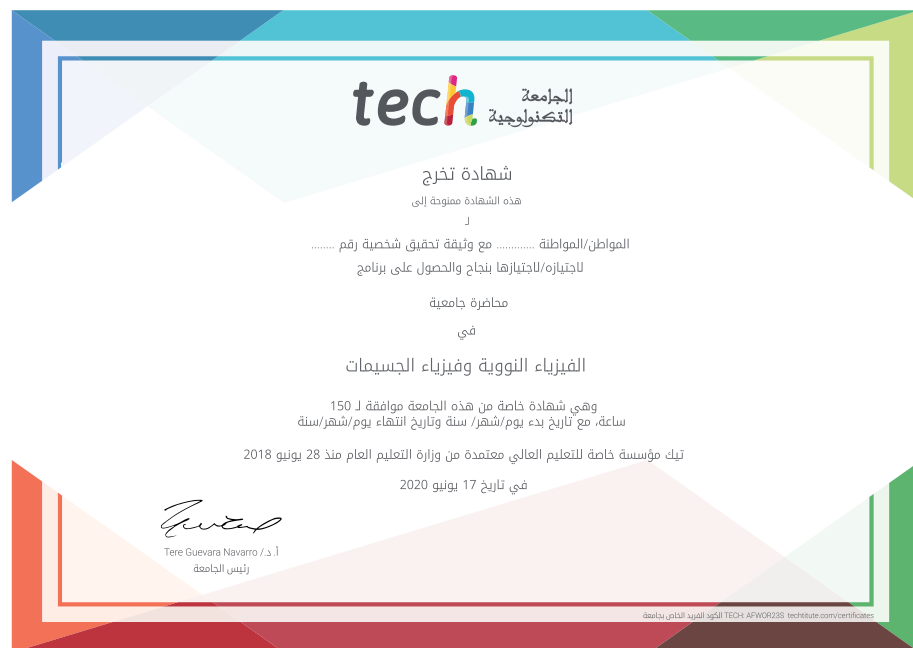 tech الجامعة
التكنولوجية
شهادة تخرج
هذه الشهادة ممنوحة إلى
لـ
المواطن/المواطنة ............ مع وثيقة تحقيق شخصية رقم ........
لاجتيازه/لاجتيازها بنجاح والحصول على برنامج
محاضرة جامعية
في
الفيزياء النووية وفيزياء الجسيمات
وهي شهادة خاصة من هذه الجامعة موافقة لـ 150
ساعة، مع تاريخ بدء يوم/شهر/ سنة وتاريخ انتهاء يوم/شهر/سنة
تيك مؤسسة خاصة للتعليم العالي معتمدة من وزارة التعليم العام منذ 28 يونيو 2018
في تاريخ 17 يونيو 2020
أ. د./ Tere Guevara Navarro
رئيس الجامعة
الكود الفريد الخاص بجامعة TECH: AFWOR23S techtitute.com/certificates